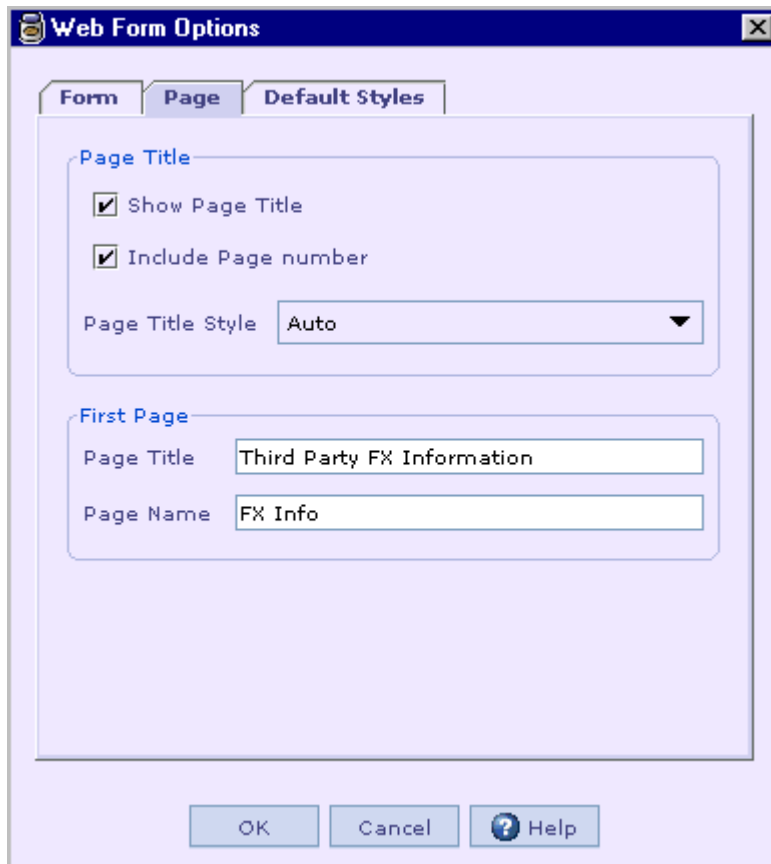 Web Form Options
Form Page Default Styles
Page Title
Show Page Title
Include Page number
Page Title Style Auto
First Page
Page Title Third Party FX Information
Page Name FX Info
OK Cancel Help